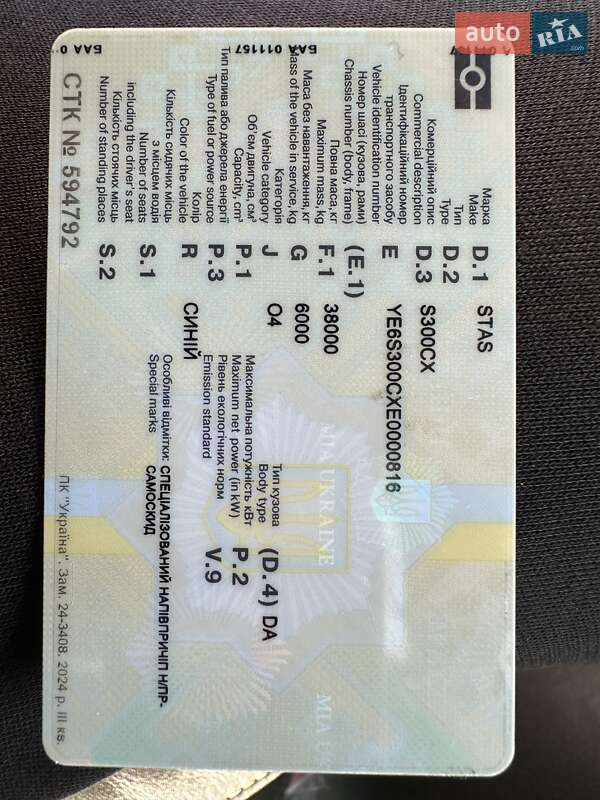 auto RIA .com
БАА 011157
БАА 011157
Марка
Make D.1 STAS
Тип
Type D.2
Комерційний опис
Commercial description D.3 S300CX
Ідентифікаційний номер
транспортного засобу
Vehicle identification number E YE6S300CXE0000816
Номер шасі (кузова, рами)
Chassis number (body, frame) (E.1)
Повна маса,кг
Maximum mass, kg F.1 38000
Маса без навантаження,кг
Mass of the vehicle in service, kg G 6000
Категорія
Vehicle category J O4
Тип кузова
Body type (D.4) DA
Об'єм двигуна, см³
Capacity, cm³ P.1
Максимальна потужність кВт
Maximum net power (in kW) P.2
Тип палива або джерела енергії
Type of fuel or power source P.3
Рівень екологічних норм
Emission standard V.9
Колір
Color of the vehicle R СИНІЙ
Кількість сидячих місць
з місцем водія
Number of seats
including the driver's seat S.1
Особливі відмітки: СПЕЦІАЛІЗОВАНИЙ НАПІВПРИЧІП Н/ПР-
Special marks САМОСКИД
Кількість стоячих місць
Number of standing places S.2
СТК № 594792
ПК "Україна". Зам. 24-3408. 2024 р. III кв.
MIA UKRAINE
MIA U